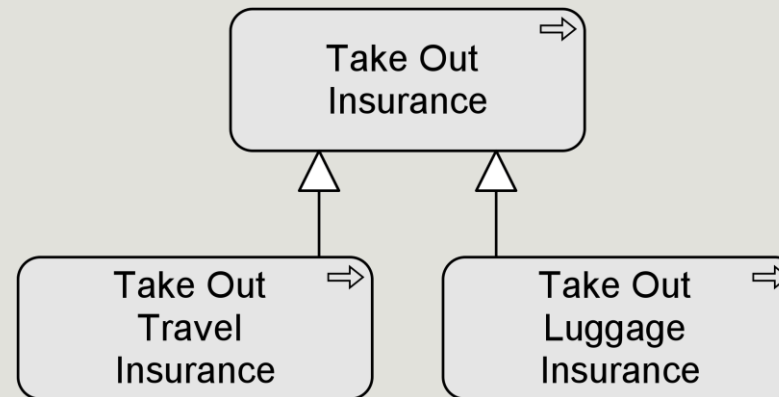 Take Out
Insurance
Take Out
Travel
Insurance
Take Out
Luggage
Insurance